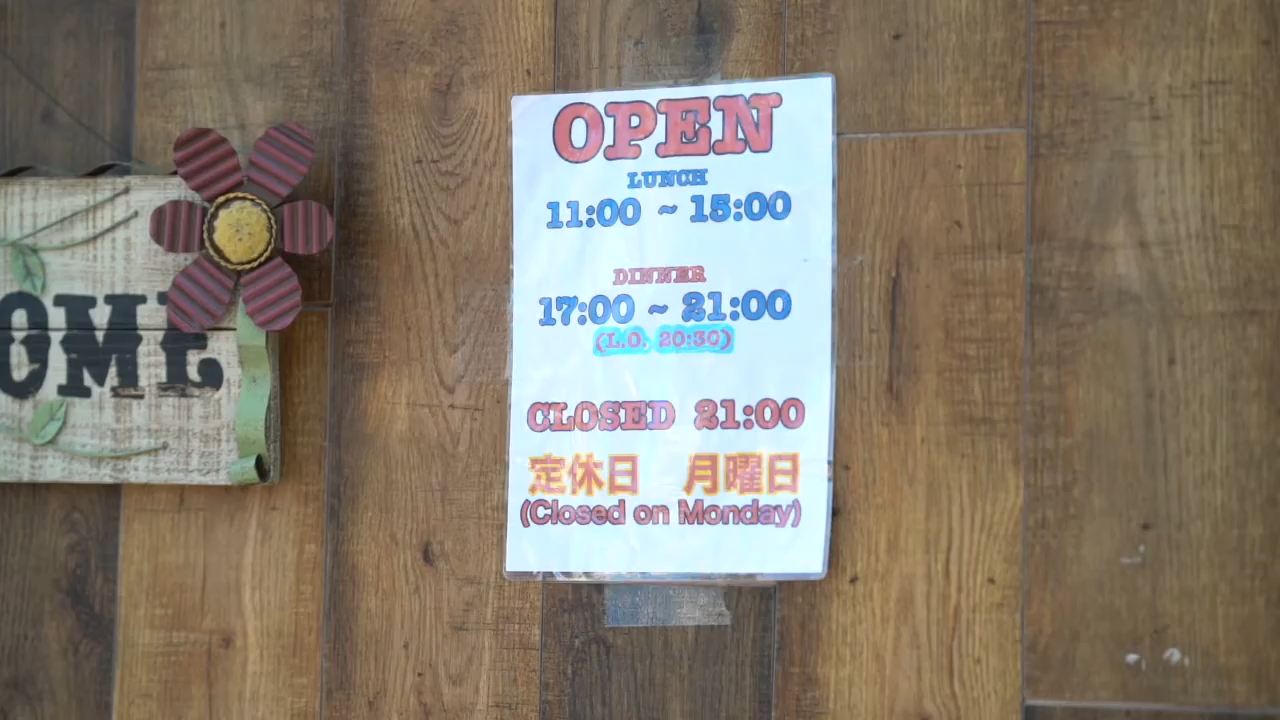 OME
OPEN
LUNCH
11:00 ~ 15:00
DINNER
17:00 ~ 21:00
(L.O. 20:30)
CLOSED 21:00
定休日 月曜日
(Closed on Monday)